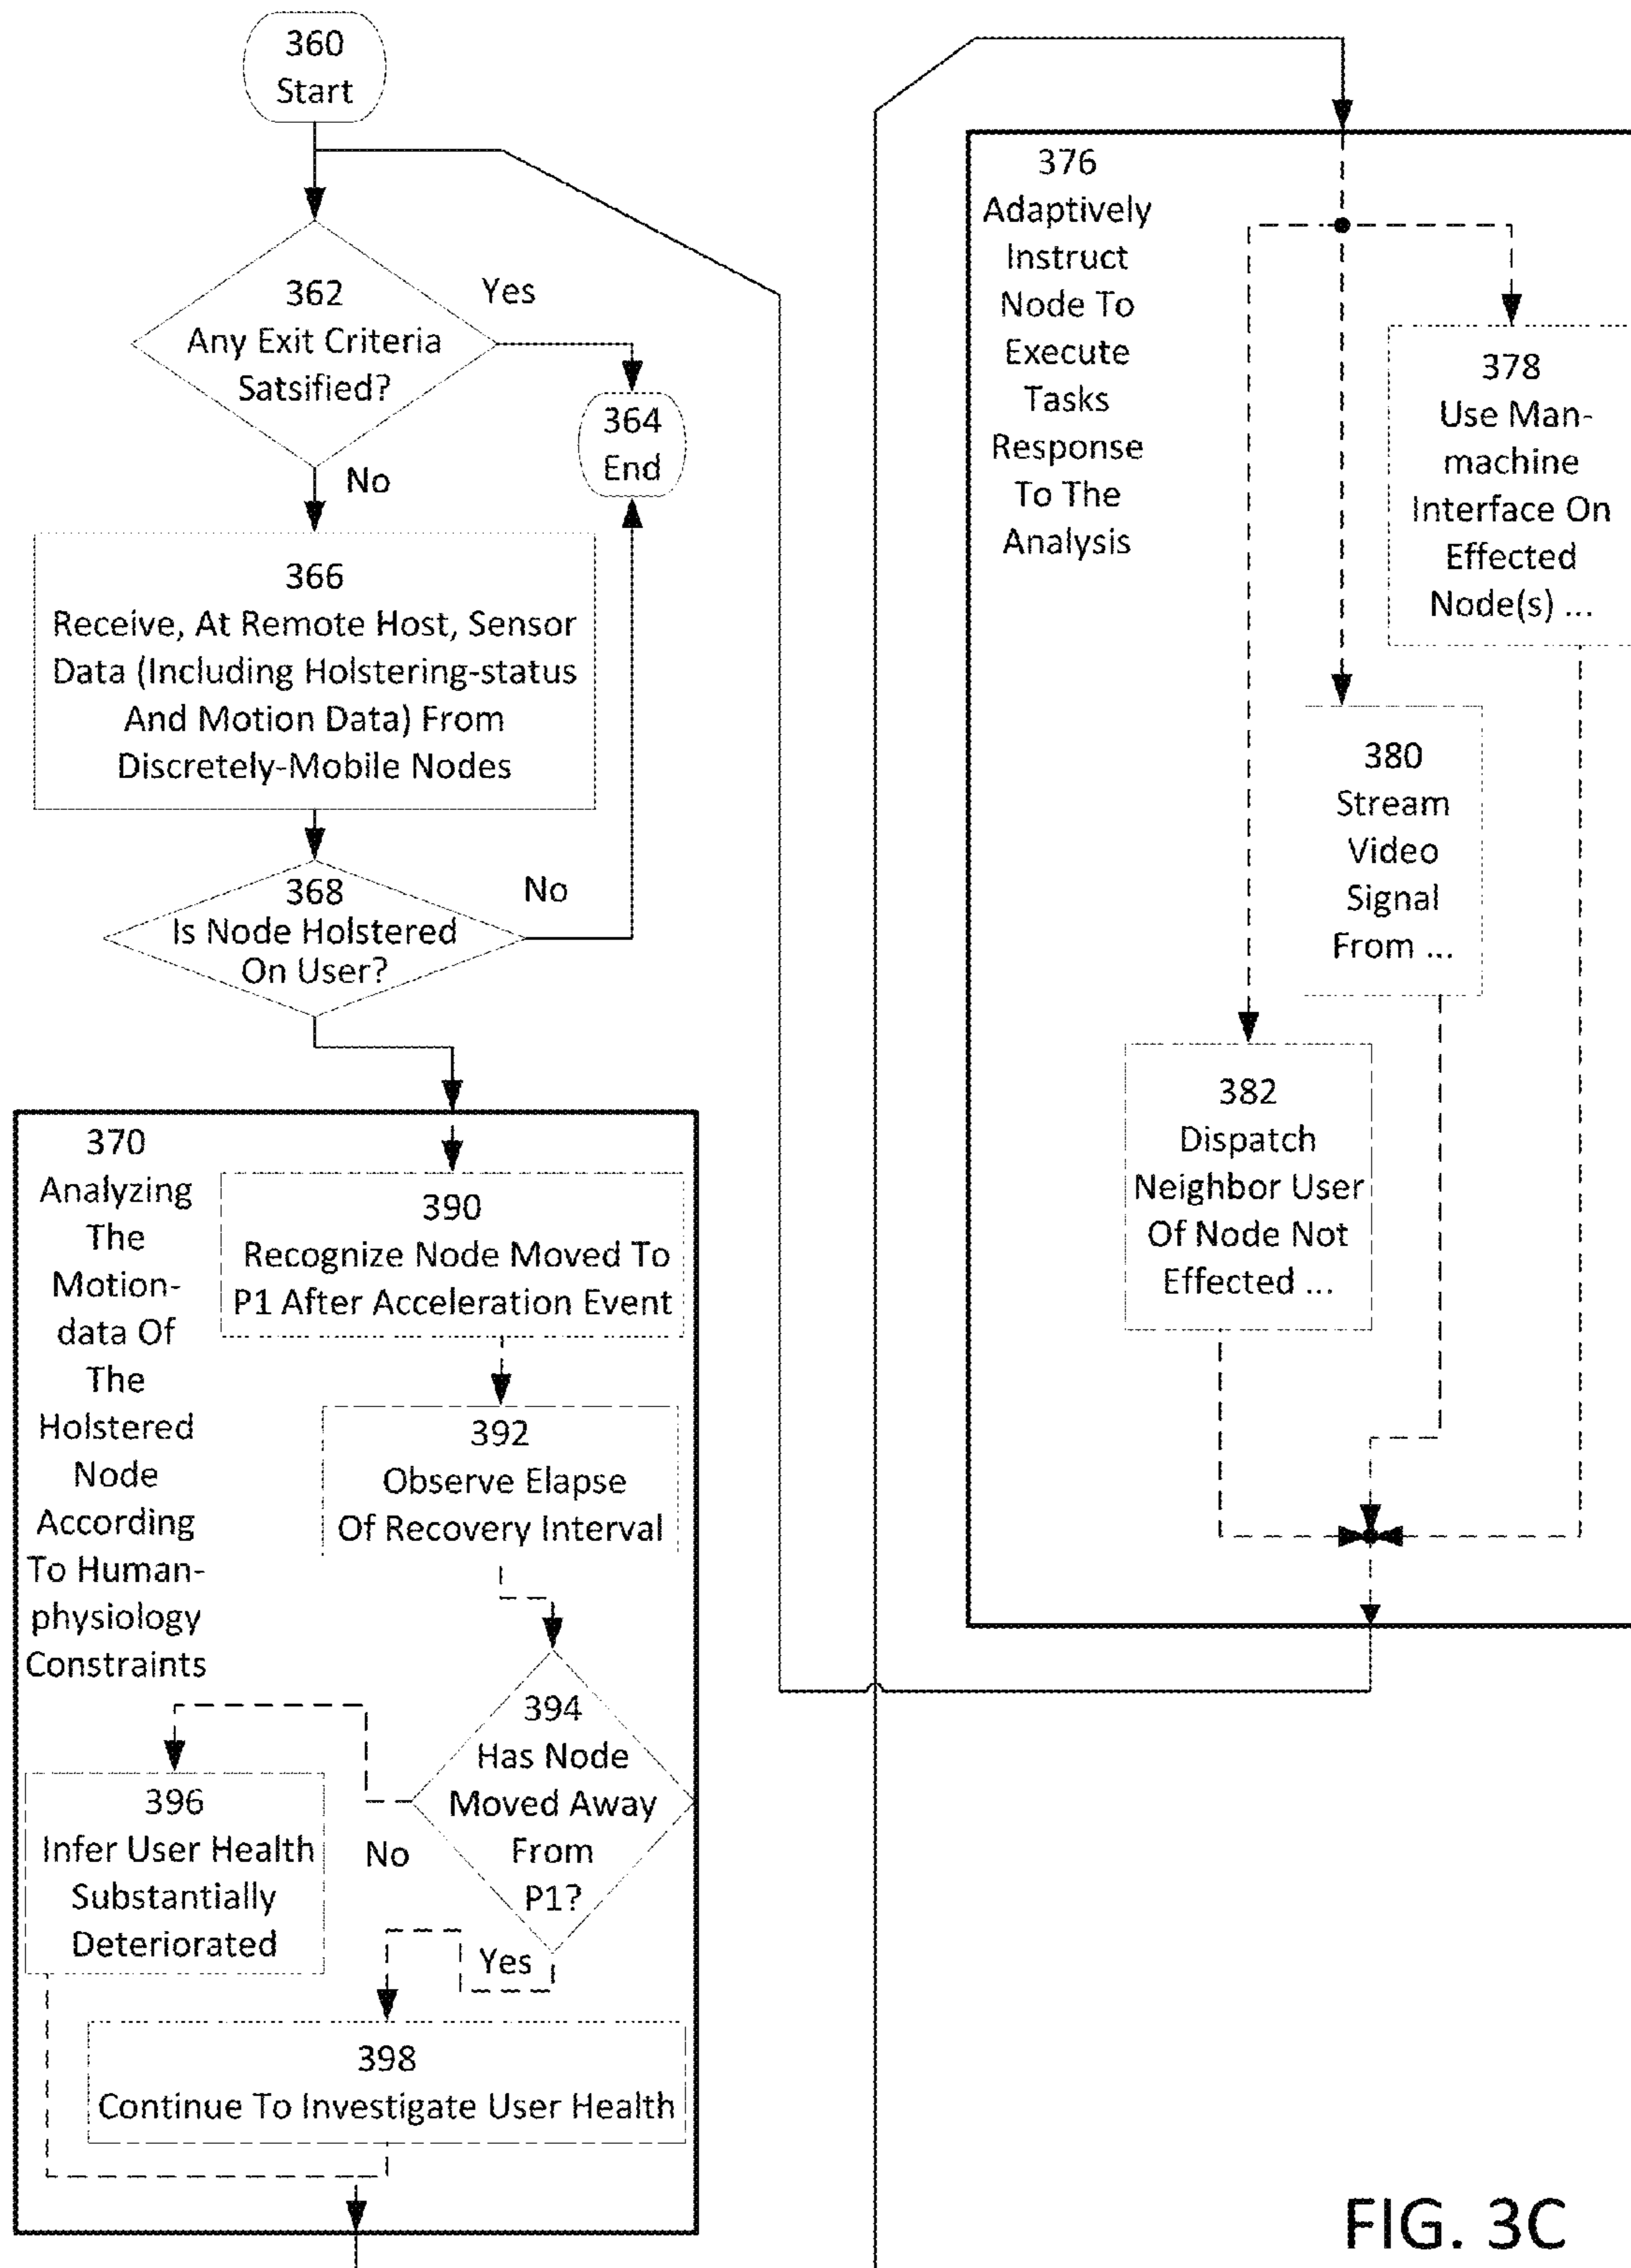 360
Start
362
Any Exit Criteria
Satsified?
Yes
No
364
End
366
Receive, At Remote Host, Sensor
Data (Including Holstering-status
And Motion Data) From
Discretely-Mobile Nodes
368
Is Node Holstered
On User?
No
370
Analyzing
The
Motion-
data Of
The
Holstered
Node
According
To Human-
physiology
Constraints
390
Recognize Node Moved To
P1 After Acceleration Event
392
Observe Elapse
Of Recovery Interval
394
Has Node
Moved Away
From
P1?
No
Yes
396
Infer User Health
Substantially
Deteriorated
398
Continue To Investigate User Health
376
Adaptively
Instruct
Node To
Execute
Tasks
Response
To The
Analysis
378
Use Man-
machine
Interface On
Effected
Node(s) ...
380
Stream
Video
Signal
From ...
382
Dispatch
Neighbor User
Of Node Not
Effected ...
FIG. 3C